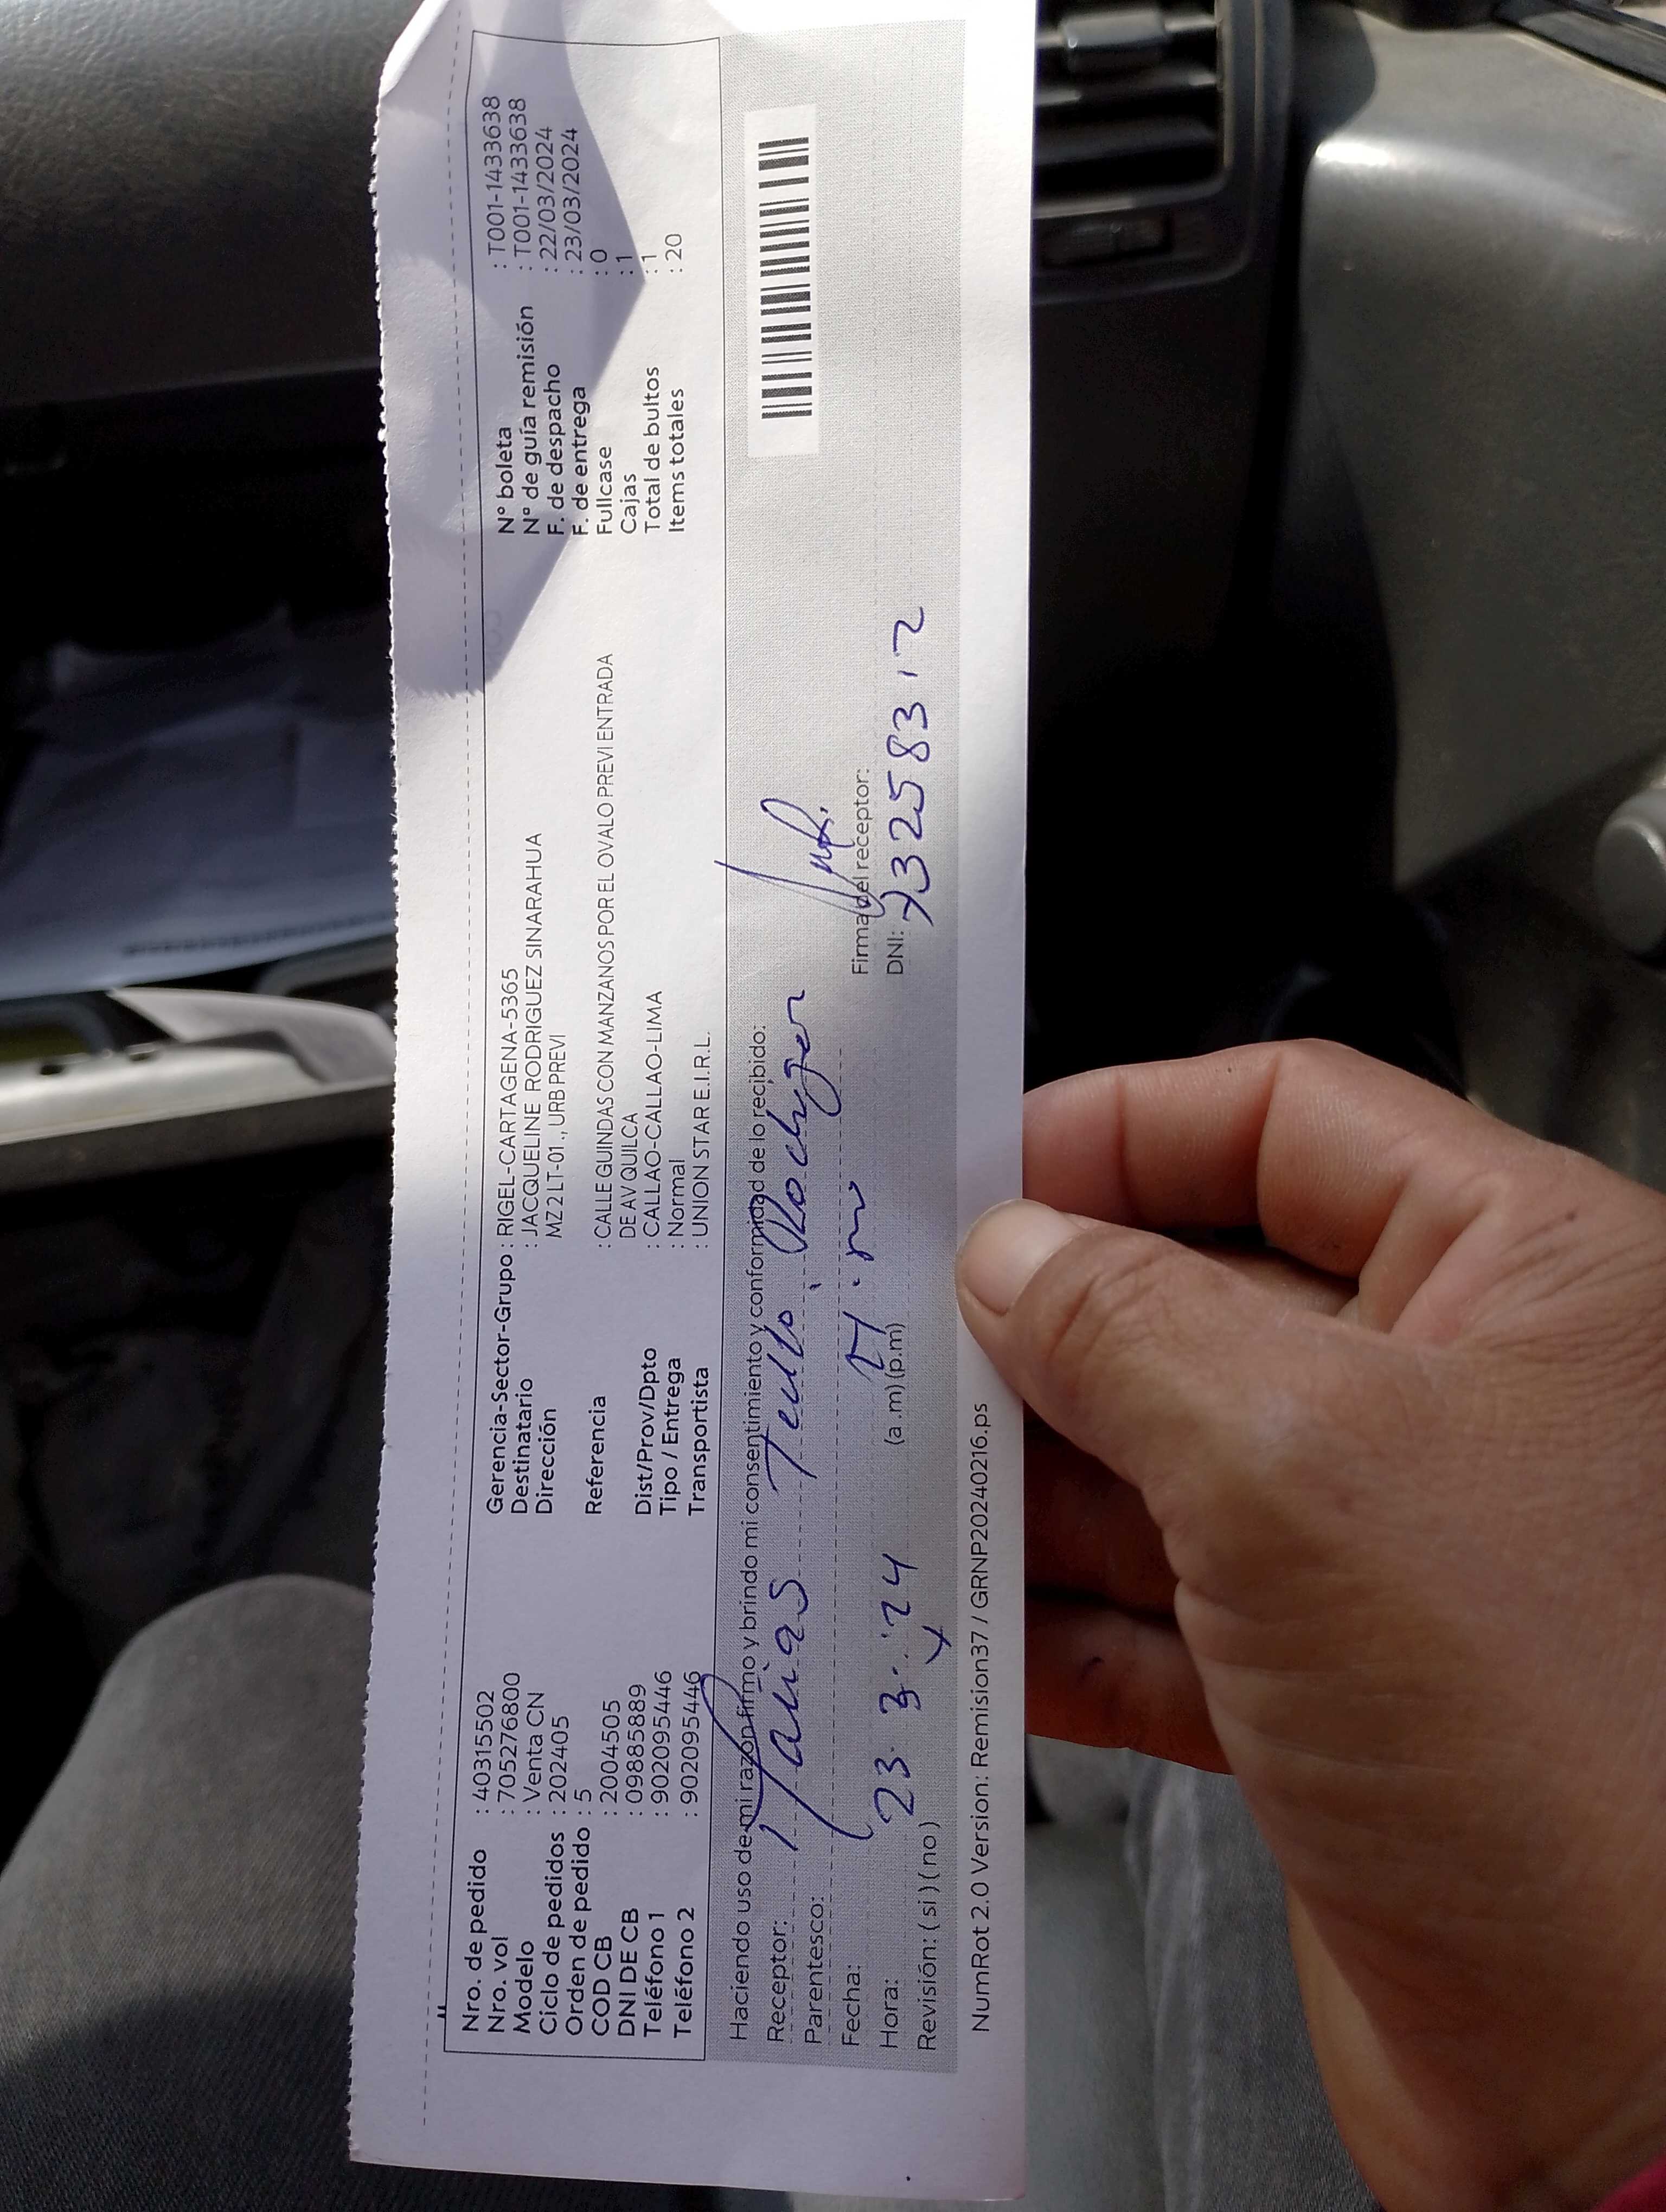 Nro. de pedido : 40315502
Nro. vol : 705276800
Modelo : Venta CN
Ciclo de pedidos : 202405
Orden de pedido : 5
COD CB : 2004505
DNI DE CB : 09885889
Teléfono 1 : 902095446
Teléfono 2 : 902095446
Gerencia-Sector-Grupo : RIGEL-CARTAGENA-5365
Destinatario : JACQUELINE RODRIGUEZ SINARAHUA
Dirección MZ 2 LT-01 ., URB PREVI
Referencia : CALLE GUINDAS CON MANZANOS POR EL OVALO PREVI ENTRADA
DE AV QUILCA
Dist/Prov/Dpto : CALLAO-CALLAO-LIMA
Tipo / Entrega : Normal
Transportista : UNION STAR E.I.R.L.
N° boleta : T001-1433638
N° de guía remisión : T001-1433638
F. de despacho : 22/03/2024
F. de entrega : 23/03/2024
Fullcase : 0
Cajas : 1
Total de bultos : 1
Items totales : 20
Haciendo uso de mi razón firmo y brindo mi consentimiento y conformidad de lo recibido:
Receptor: Tello
Parentesco:
Fecha: 23. 3. 24
Hora: (a .m) (p.m)
Revisión: ( si ) ( no )
Firma del receptor:
DNI: 73258312
NumRot 2.0 Version: Remision37 / GRNP20240216.ps